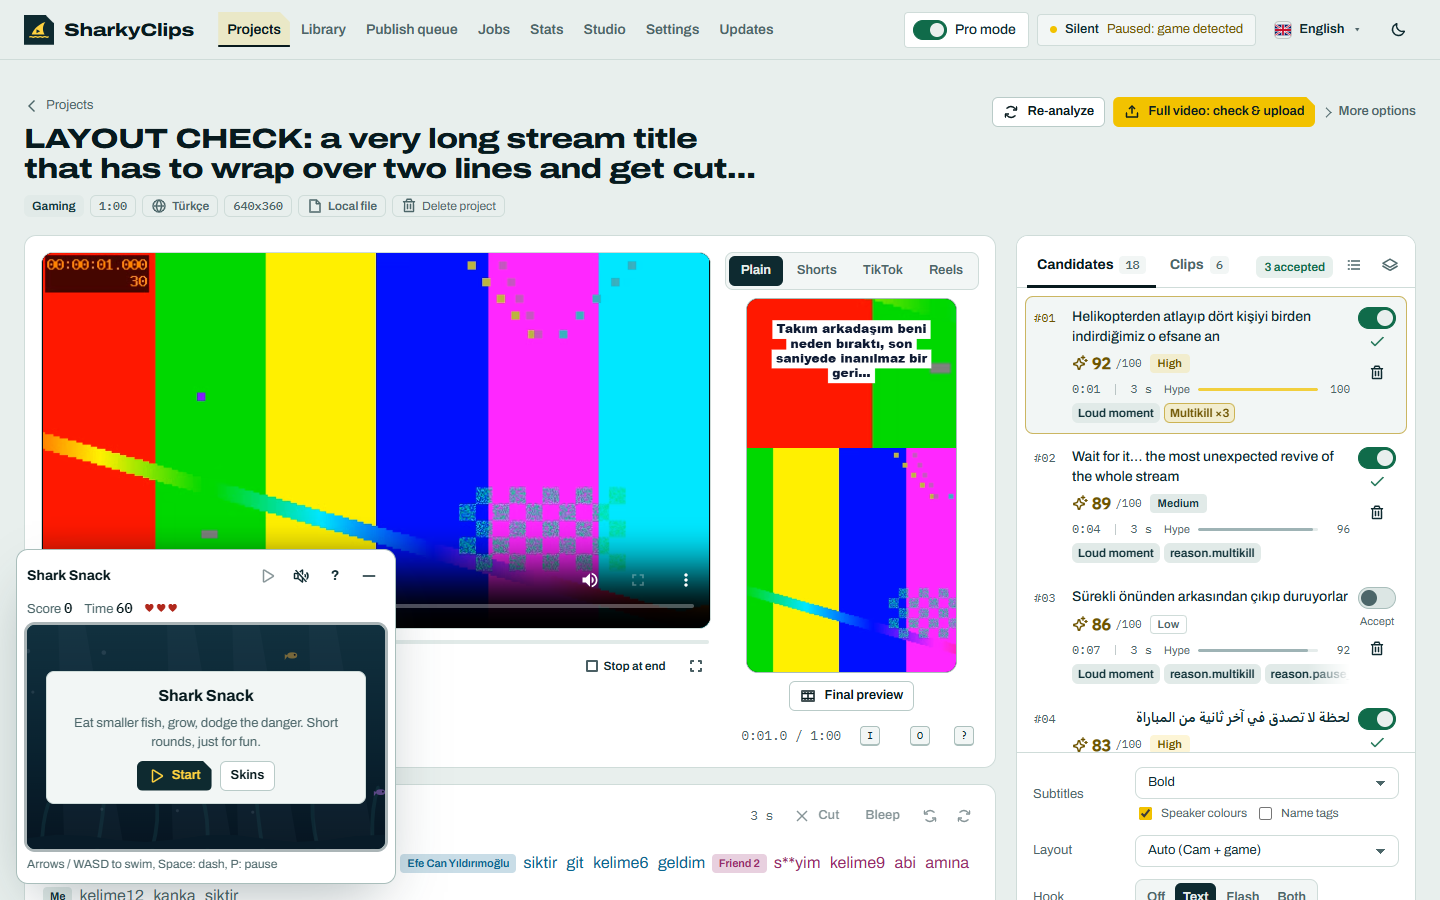 SharkyClips
Projects Library Publish queue Jobs Stats Studio Settings Updates
Pro mode
Silent Paused: game detected
English
Projects
Re-analyze
Full video: check & upload
More options
LAYOUT CHECK: a very long stream title
that has to wrap over two lines and get cut...
Gaming 1:00 Türkçe 640x360 Local file Delete project
00:00:01.000
30
Plain Shorts TikTok Reels
Takım arkadaşım beni
neden bıraktı, son
saniyede inanılmaz bir
geri...
Stop at end
Final preview
0:01.0 / 1:00 I O ?
Shark Snack
?
Score 0 Time 60
Shark Snack
Eat smaller fish, grow, dodge the danger. Short
rounds, just for fun.
Start Skins
Arrows / WASD to swim, Space: dash, P: pause
3 s Cut Bleep
Efe Can Yıldırımoğlu siktir git kelime6 geldim Friend 2 s**yim kelime9 abi amına
Me kelime12 kanka siktir
Candidates 18 Clips 6 3 accepted
#01 Helikopterden atlayıp dört kişiyi birden
indirdiğimiz o efsane an
92 /100 High
0:01 | 3 s Hype 100
Loud moment Multikill ×3
#02 Wait for it... the most unexpected revive of
the whole stream
89 /100 Medium
0:04 | 3 s Hype 96
Loud moment reason.multikill
#03 Sürekli önünden arkasından çıkıp duruyorlar
Accept
86 /100 Low
0:07 | 3 s Hype 92
Loud moment reason.multikill reason.pause
#04 لحظة لا تصدق في آخر ثانية من المباراة
83 /100 High
Subtitles Bold
Speaker colours Name tags
Layout Auto (Cam + game)
Hook Off Text Flash Both